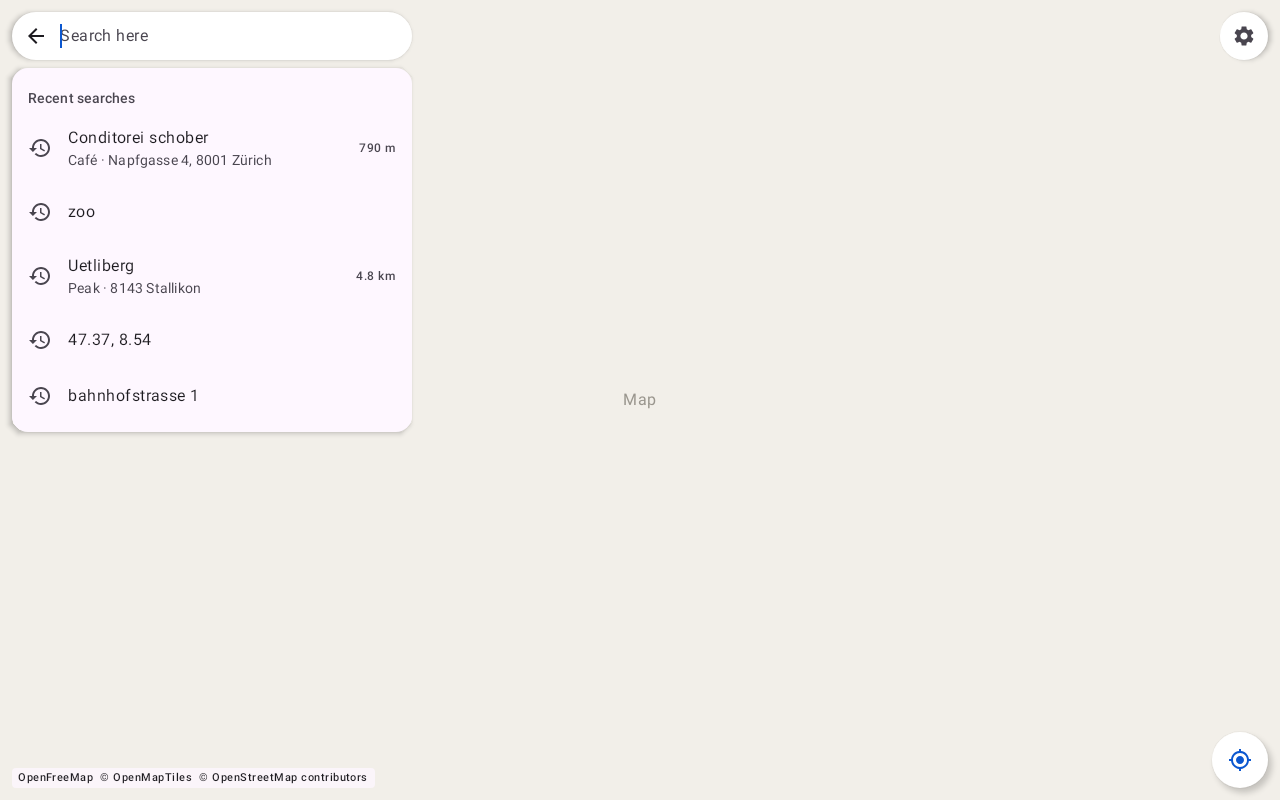 Search here
Recent searches
Conditorei schober
Café · Napfgasse 4, 8001 Zürich
790 m
zoo
Uetliberg
Peak · 8143 Stallikon
4.8 km
47.37, 8.54
bahnhofstrasse 1
Map
OpenFreeMap © OpenMapTiles © OpenStreetMap contributors